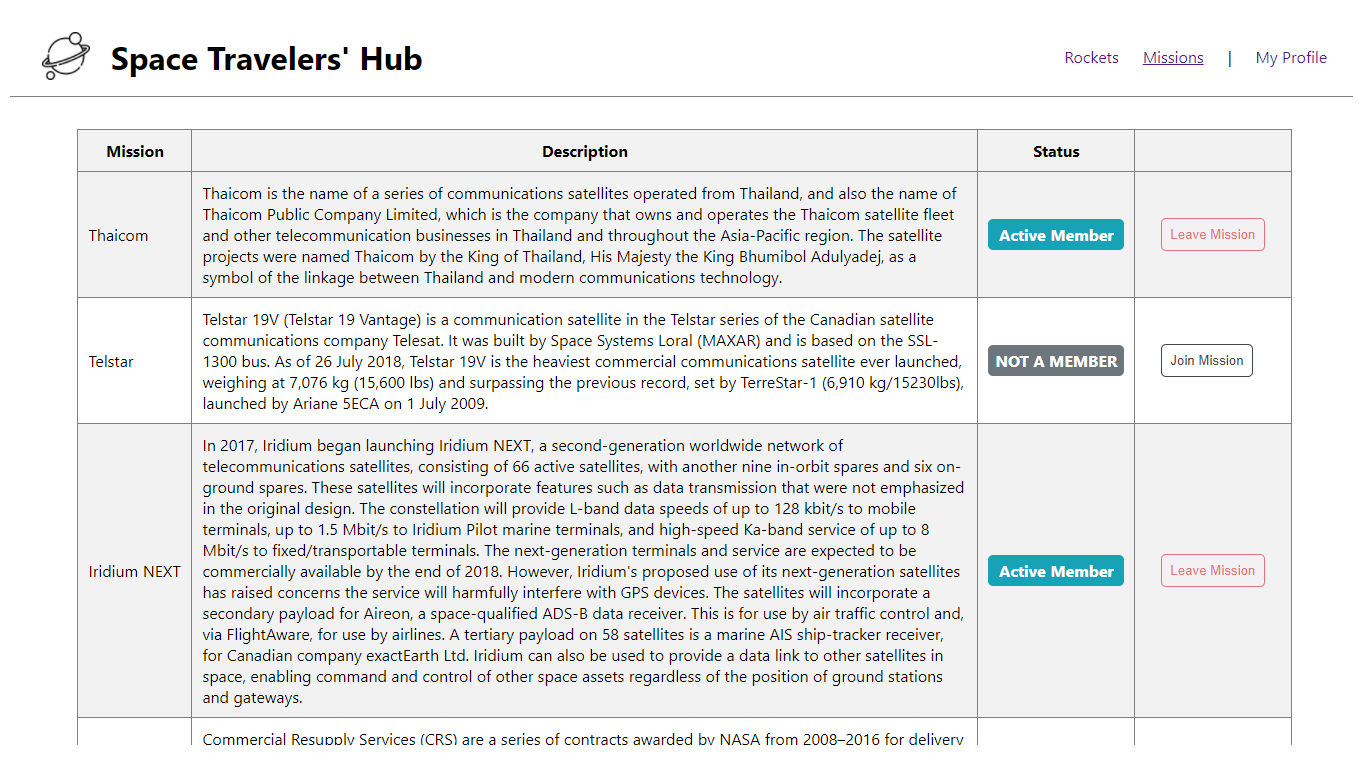 Space Travelers' Hub
Rockets Missions | My Profile
Mission Description Status
Thaicom
Thaicom is the name of a series of communications satellites operated from Thailand, and also the name of
Thaicom Public Company Limited, which is the company that owns and operates the Thaicom satellite fleet
and other telecommunication businesses in Thailand and throughout the Asia-Pacific region. The satellite
projects were named Thaicom by the King of Thailand, His Majesty the King Bhumibol Adulyadej, as a
symbol of the linkage between Thailand and modern communications technology.
Active Member
Leave Mission
Telstar
Telstar 19V (Telstar 19 Vantage) is a communication satellite in the Telstar series of the Canadian satellite
communications company Telesat. It was built by Space Systems Loral (MAXAR) and is based on the SSL-
1300 bus. As of 26 July 2018, Telstar 19V is the heaviest commercial communications satellite ever launched,
weighing at 7,076 kg (15,600 lbs) and surpassing the previous record, set by TerreStar-1 (6,910 kg/15230lbs),
launched by Ariane 5ECA on 1 July 2009.
NOT A MEMBER
Join Mission
Iridium NEXT
In 2017, Iridium began launching Iridium NEXT, a second-generation worldwide network of
telecommunications satellites, consisting of 66 active satellites, with another nine in-orbit spares and six on-
ground spares. These satellites will incorporate features such as data transmission that were not emphasized
in the original design. The constellation will provide L-band data speeds of up to 128 kbit/s to mobile
terminals, up to 1.5 Mbit/s to Iridium Pilot marine terminals, and high-speed Ka-band service of up to 8
Mbit/s to fixed/transportable terminals. The next-generation terminals and service are expected to be
commercially available by the end of 2018. However, Iridium's proposed use of its next-generation satellites
has raised concerns the service will harmfully interfere with GPS devices. The satellites will incorporate a
secondary payload for Aireon, a space-qualified ADS-B data receiver. This is for use by air traffic control and,
via FlightAware, for use by airlines. A tertiary payload on 58 satellites is a marine AIS ship-tracker receiver,
for Canadian company exactEarth Ltd. Iridium can also be used to provide a data link to other satellites in
space, enabling command and control of other space assets regardless of the position of ground stations
and gateways.
Active Member
Leave Mission
Commercial Resupply Services (CRS) are a series of contracts awarded by NASA from 2008–2016 for delivery